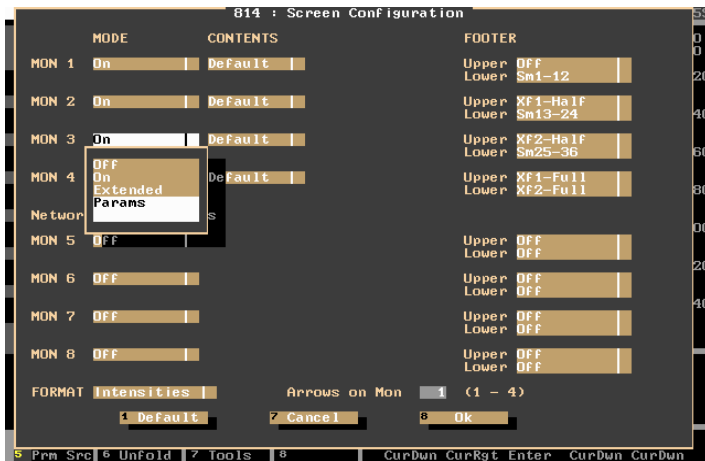 814 : Screen Configuration
MODE CONTENTS FOOTER
MON 1 On Default Upper Off
Lower Sm1-12
MON 2 On Default Upper Xf1-Half
Lower Sm13-24
MON 3 On Default Upper Xf2-Half
Lower Sm25-36
Off
MON 4 On Default Upper Xf1-Full
Extended Lower Xf2-Full
Params
Networ s
MON 5 Off Upper Off
Lower Off
MON 6 Off Upper Off
Lower Off
MON 7 Off Upper Off
Lower Off
MON 8 Off Upper Off
Lower Off
FORMAT Intensities Arrows on Mon 1 (1 - 4)
1 Default 7 Cancel 8 Ok
5 Prm Src 6 Unfold 7 Tools 8 CurDwn CurRgt Enter CurDwn CurDwn